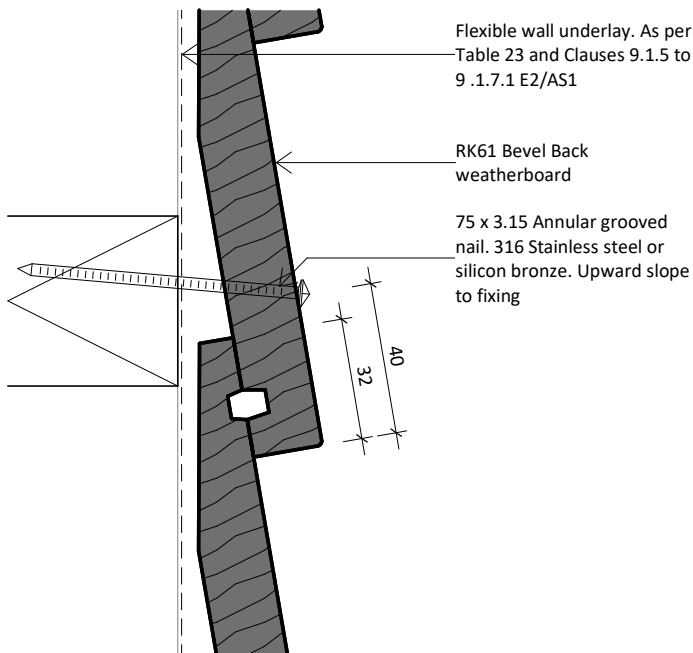 Flexible wall underlay. As per
Table 23 and Clauses 9.1.5 to
9 .1.7.1 E2/AS1
RK61 Bevel Back
weatherboard
75 x 3.15 Annular grooved
nail. 316 Stainless steel or
silicon bronze. Upward slope
to fixing
40
32